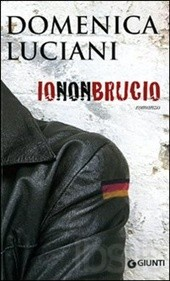 DOMENICA
LUCIANI
IONONBRUCIO
romanzo
GIUNTI